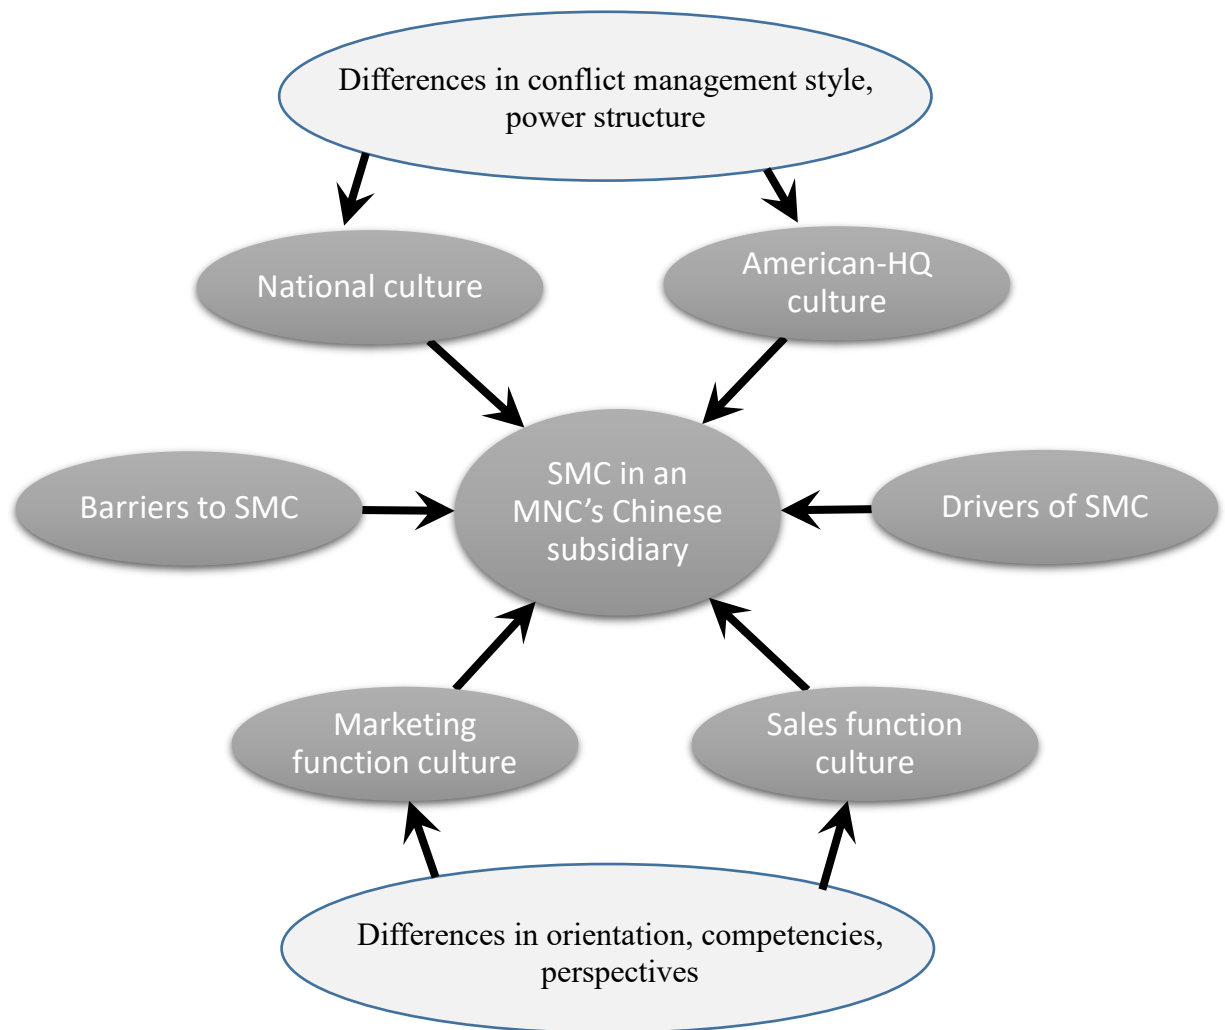 Differences in conflict management style,
power structure
National culture
American-HQ
culture
Barriers to SMC
SMC in an
MNC’s Chinese
subsidiary
Drivers of SMC
Marketing
function culture
Sales function
culture
Differences in orientation, competencies,
perspectives